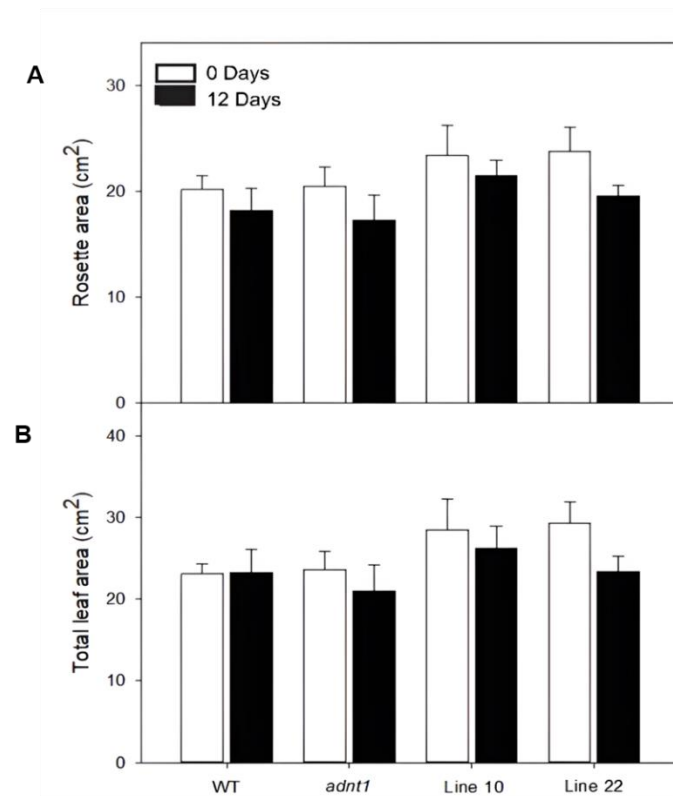 A
0 Days
12 Days
30
20
10
0
Rosette area (cm2)
B
40
30
20
10
0
Total leaf area (cm2)
WT adnt1 Line 10 Line 22